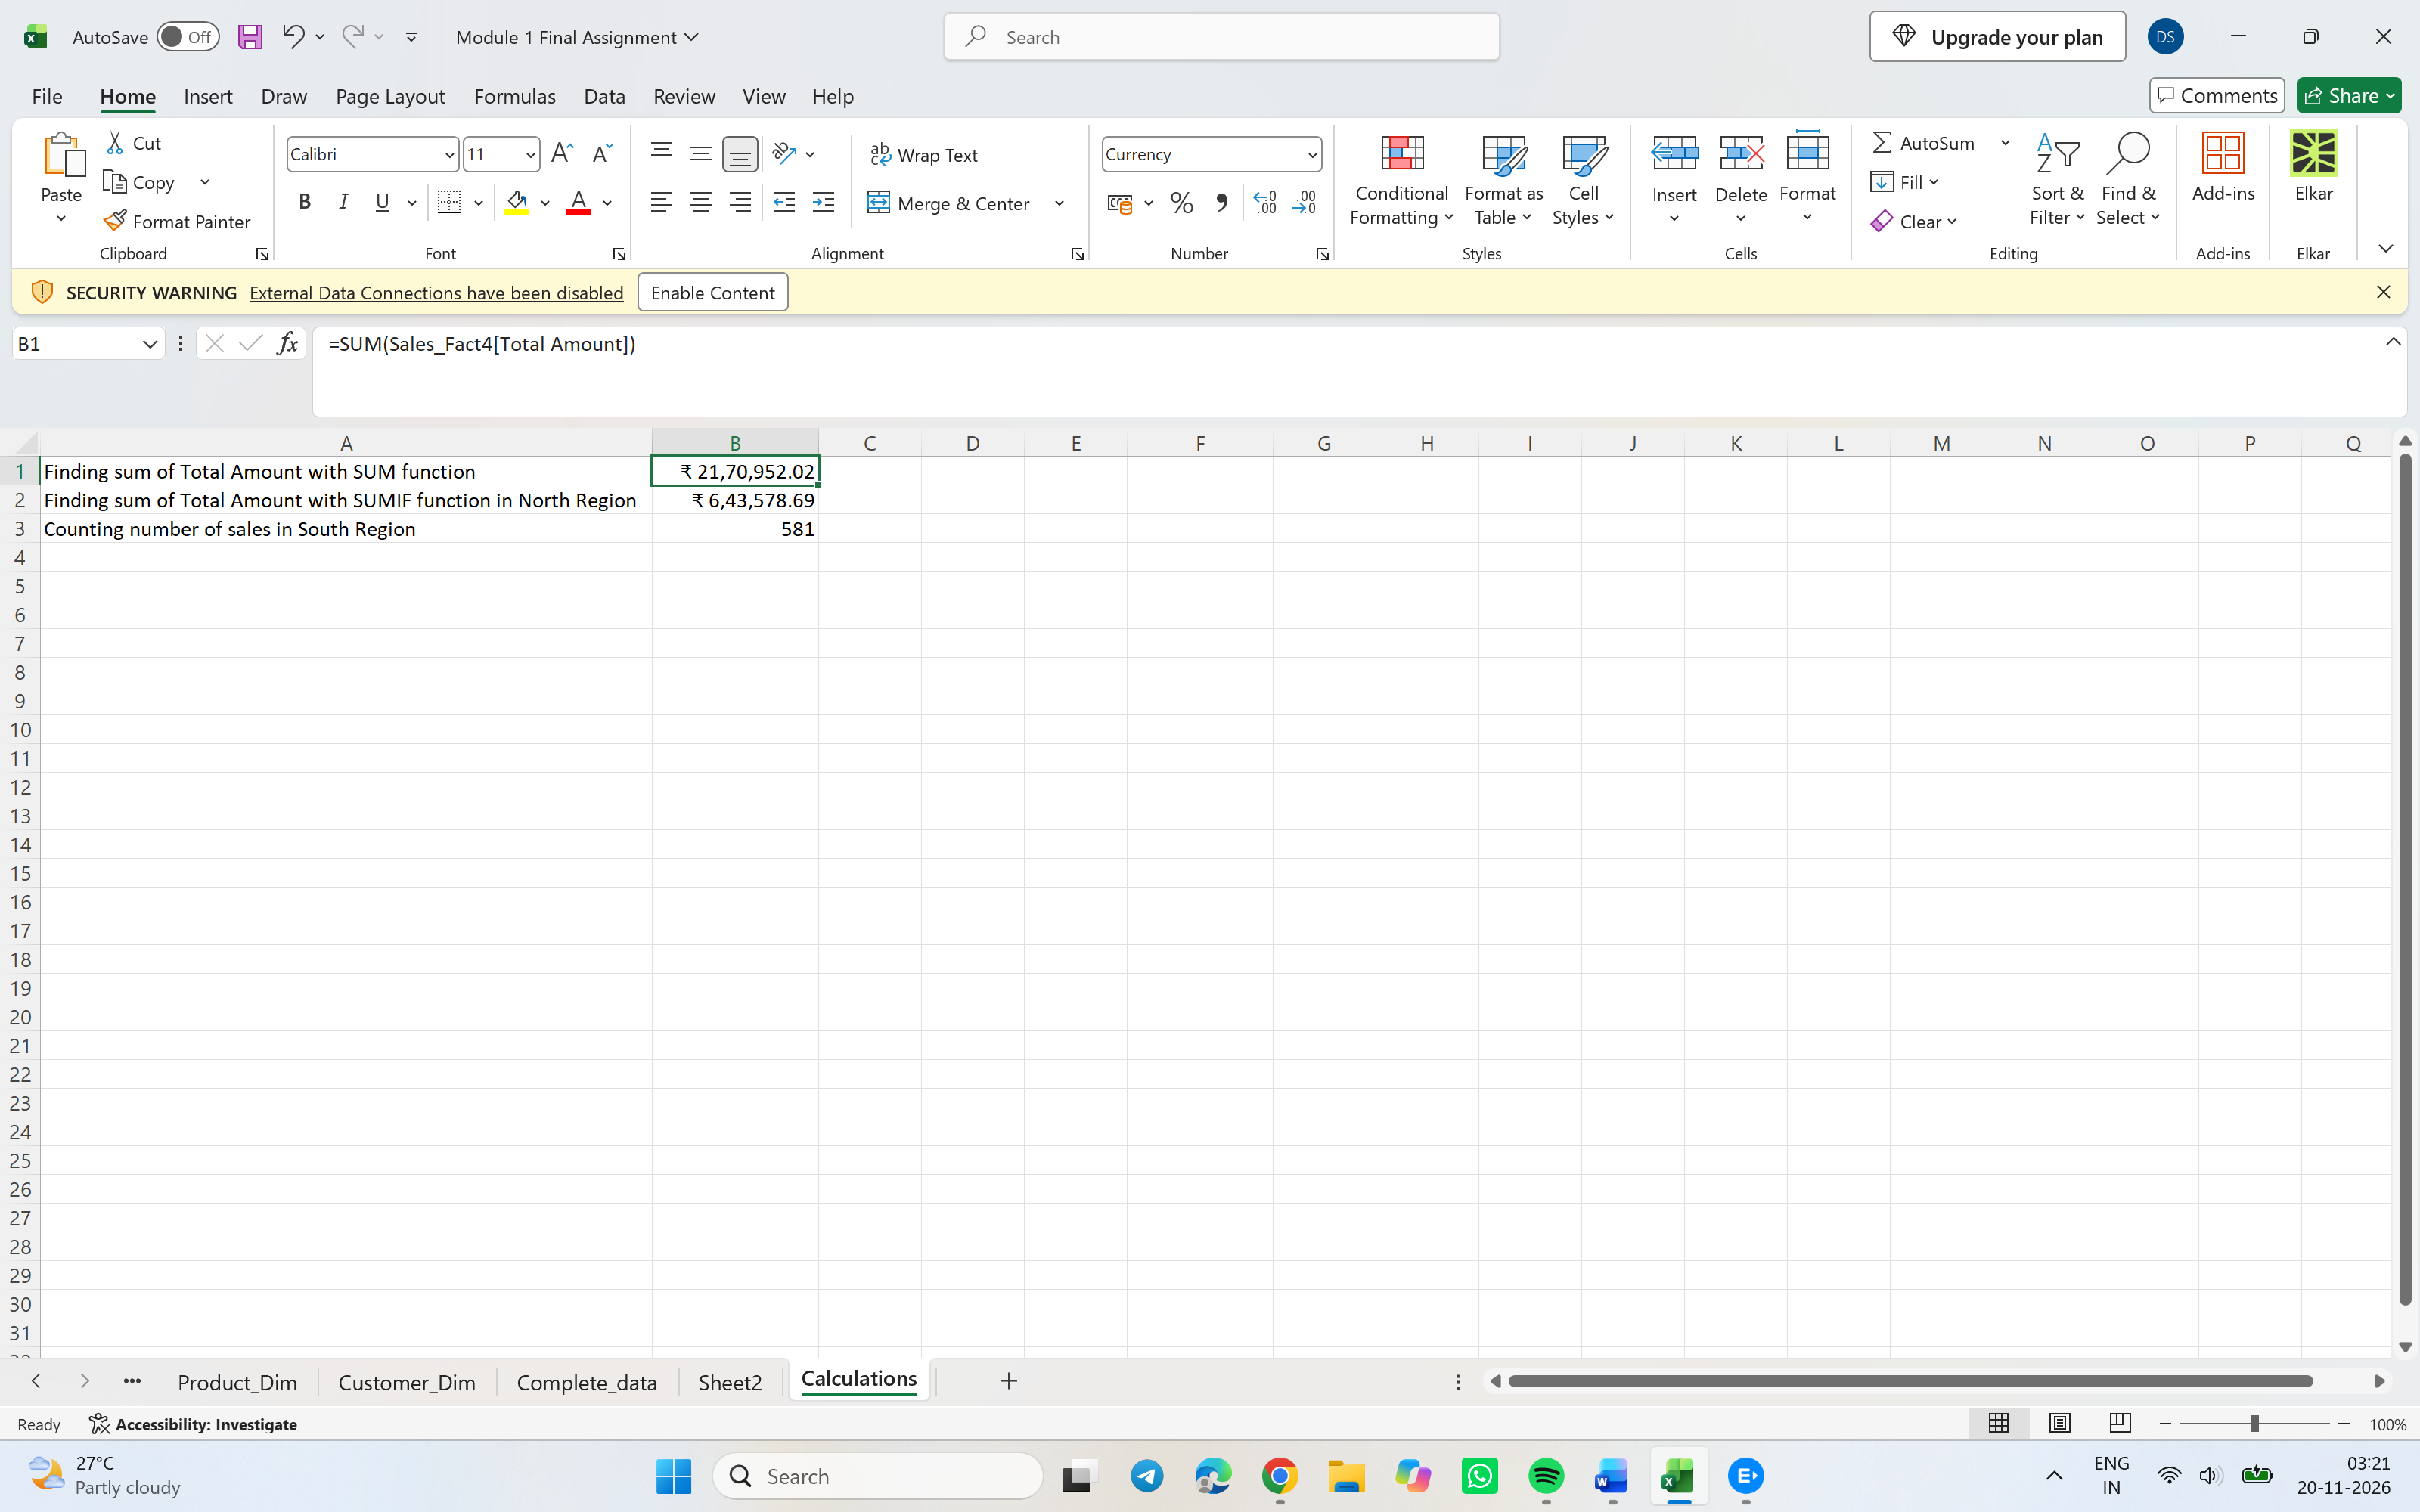 AutoSave Off Module 1 Final Assignment Search Upgrade your plan DS
File Home Insert Draw Page Layout Formulas Data Review View Help Comments Share
Paste Cut Copy Format Painter Clipboard
Calibri 11 B I U Font
Wrap Text Merge & Center Alignment
Currency % Number
Conditional Formatting Format as Table Cell Styles Styles
Insert Delete Format Cells
AutoSum Fill Clear Sort & Filter Find & Select Editing
Add-ins Add-ins
Elkar Elkar
SECURITY WARNING External Data Connections have been disabled Enable Content
B1 fx =SUM(Sales_Fact4[Total Amount])
A B C D E F G H I J K L M N O P Q
1 Finding sum of Total Amount with SUM function ₹ 21,70,952.02
2 Finding sum of Total Amount with SUMIF function in North Region ₹ 6,43,578.69
3 Counting number of sales in South Region 581
4
5
6
7
8
9
10
11
12
13
14
15
16
17
18
19
20
21
22
23
24
25
26
27
28
29
30
31
Product_Dim Customer_Dim Complete_data Sheet2 Calculations
Ready Accessibility: Investigate 100%
27°C
Partly cloudy
Search
ENG
IN
03:21
20-11-2026